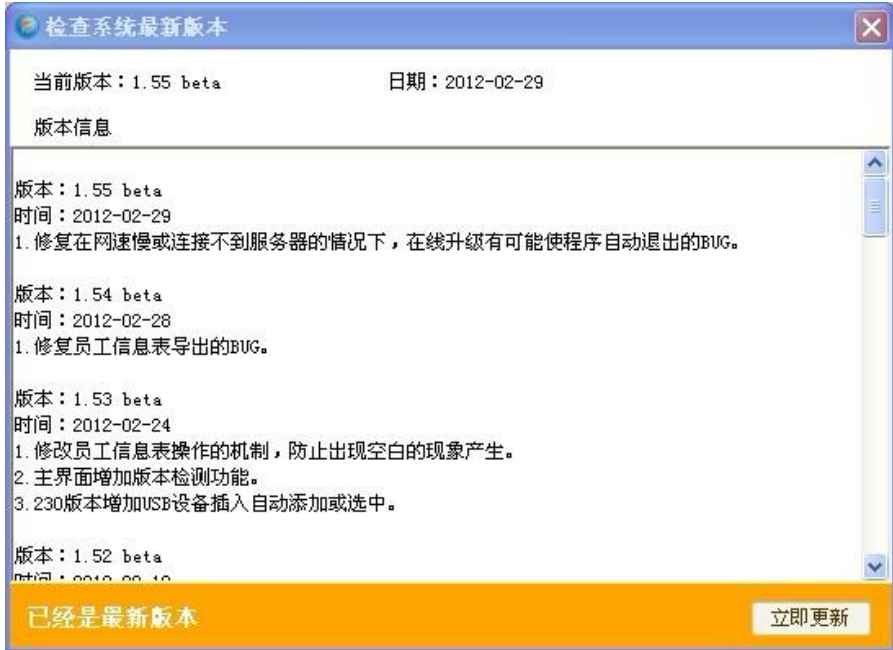 检查系统最新版本
当前版本：1.55 beta 日期：2012-02-29
版本信息
版本：1.55 beta
时间：2012-02-29
1.修复在网速慢或连接不到服务器的情况下，在线升级有可能使程序自动退出的BUG。
版本：1.54 beta
时间：2012-02-28
1.修复员工信息表导出的BUG。
版本：1.53 beta
时间：2012-02-24
1.修改员工信息表操作的机制，防止出现空白的现象产生。
2.主界面增加版本检测功能。
3.230版本增加USB设备插入自动添加或选中。
版本：1.52 beta
已经是最新版本 立即更新